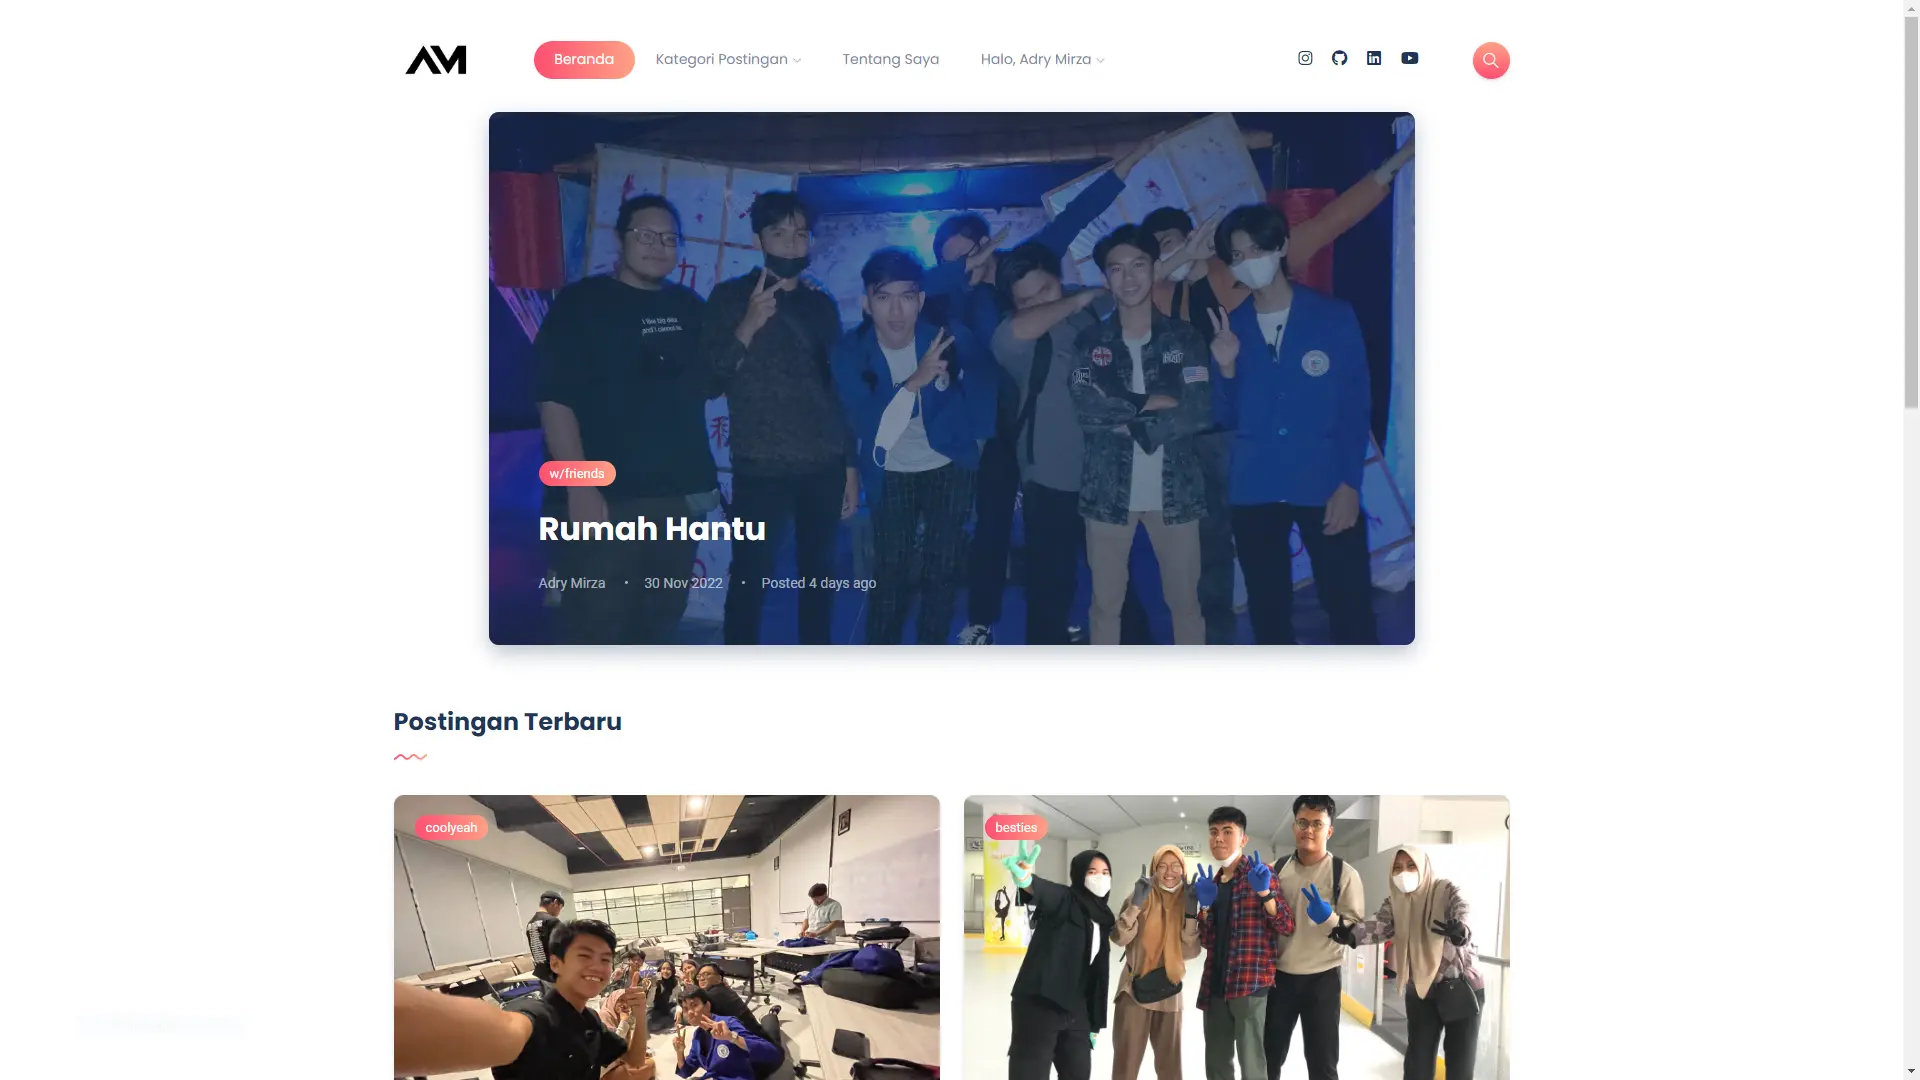 AM
Beranda
Kategori Postingan
Tentang Saya
Halo, Adry Mirza
w/friends
Rumah Hantu
Adry Mirza • 30 Nov 2022 • Posted 4 days ago
Postingan Terbaru
coolyeah
besties